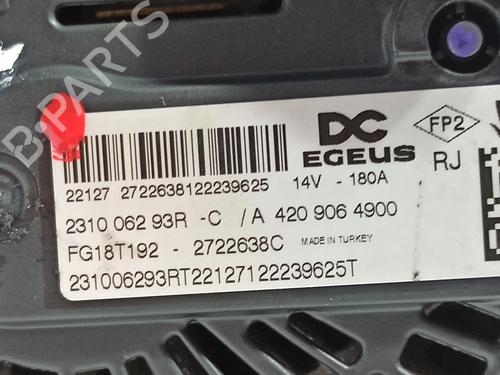 DC
EGEUS
FP2
RJ
22127 2722638122239625 14V - 180A
2310 062 93R -C / A 420 906 4900
FG18T192 - 2722638C MADE IN TURKEY
231006293RT221271222239625T
B-PARTS